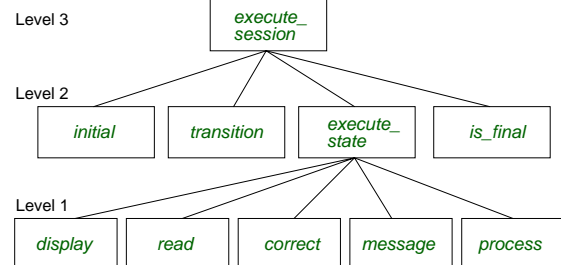 Level 3
execute_
session
Level 2
initial
transition
execute_
state
is_final
Level 1
display
read
correct
message
process